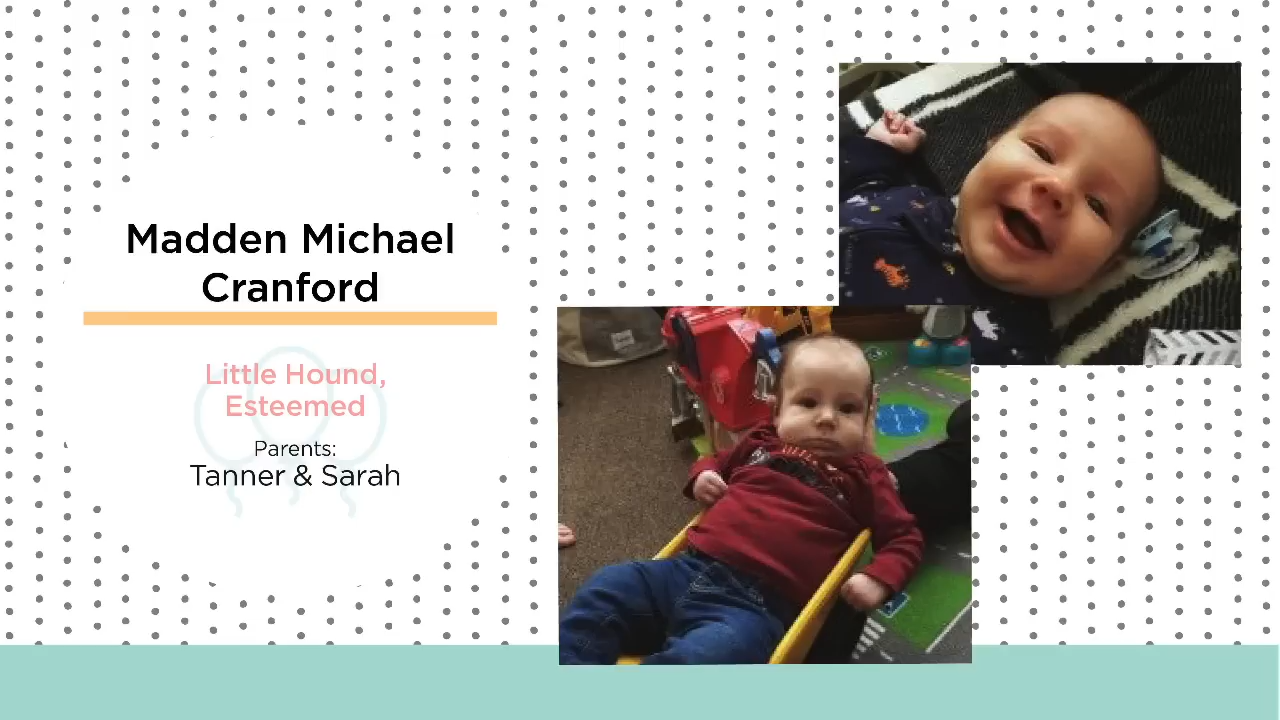 Madden Michael
Cranford
Little Hound,
Esteemed
Parents:
Tanner & Sarah